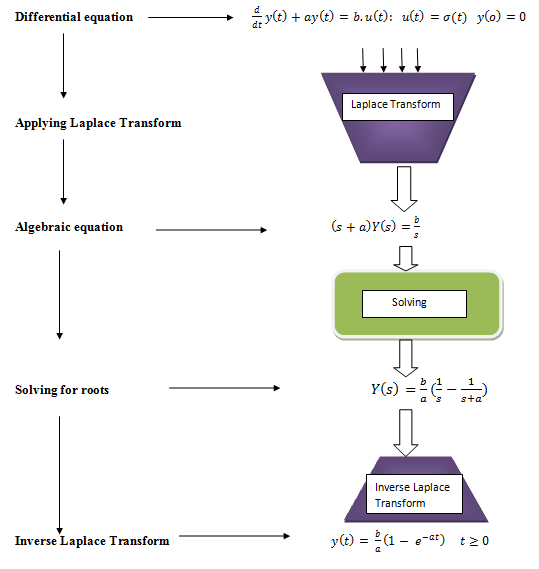 Differential equation
d/dt y(t) + ay(t) = b.u(t): u(t) = σ(t) y(o) = 0
Laplace Transform
Applying Laplace Transform
Algebraic equation
(s + a)Y(s) = b/s
Solving
Solving for roots
Y(s) = b/a (1/s − 1/s+a)
Inverse Laplace
Transform
Inverse Laplace Transform
y(t) = b/a (1 − e^−at) t ≥ 0